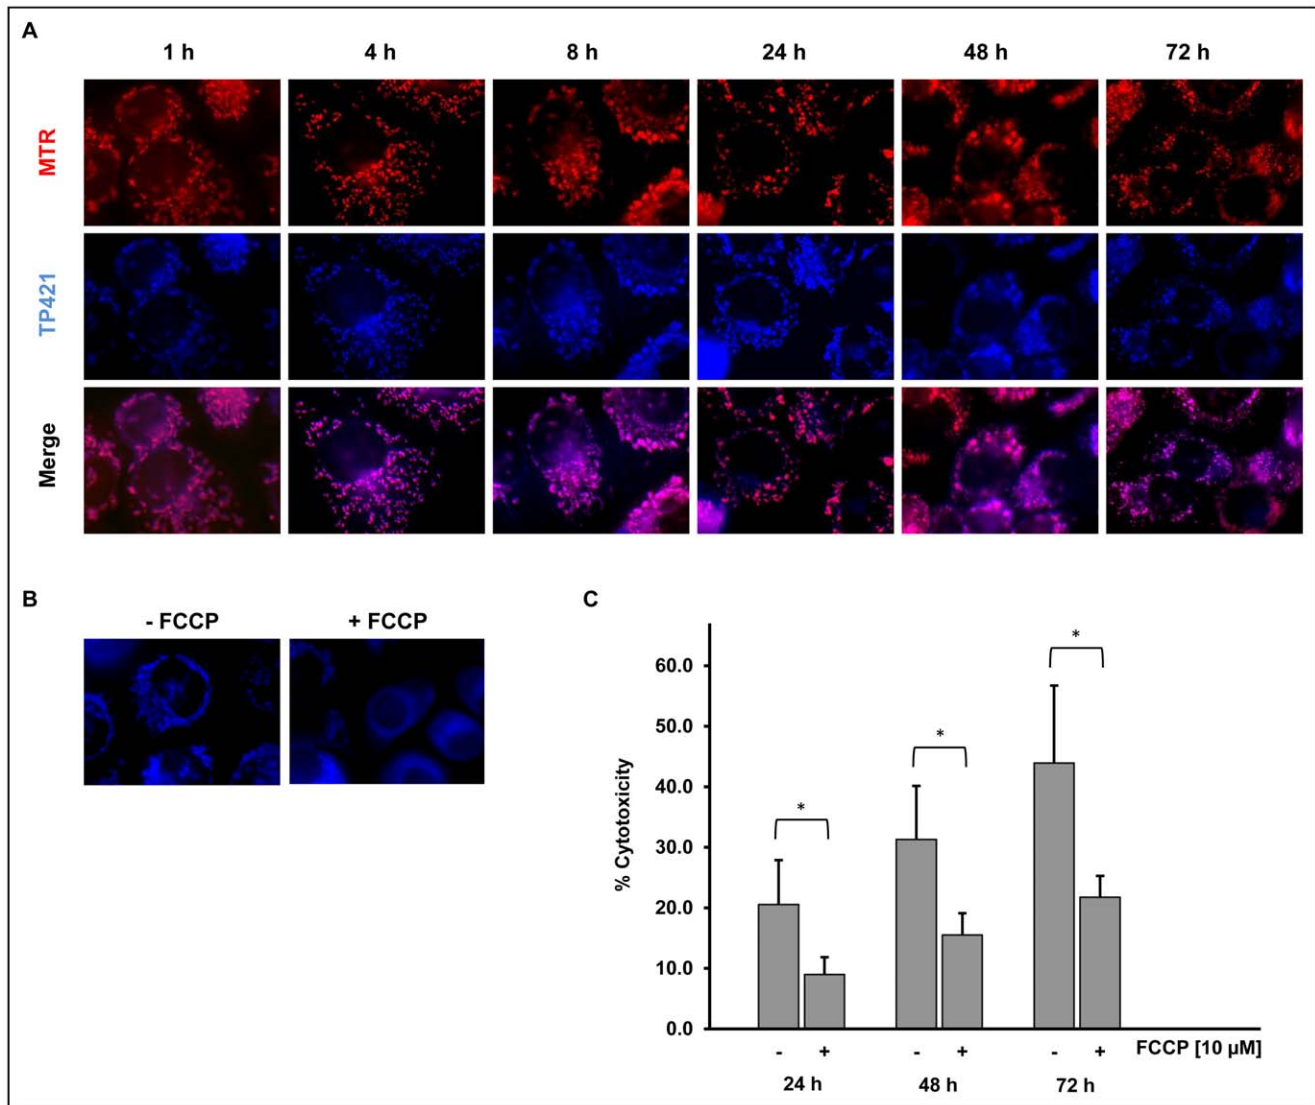 A
1 h 4 h 8 h 24 h 48 h 72 h
MTR
TP421
Merge
B
- FCCP + FCCP
C
% Cytotoxicity
60.0
50.0
40.0
30.0
20.0
10.0
0.0
* * *
- + - + - + FCCP [10 µM]
24 h 48 h 72 h